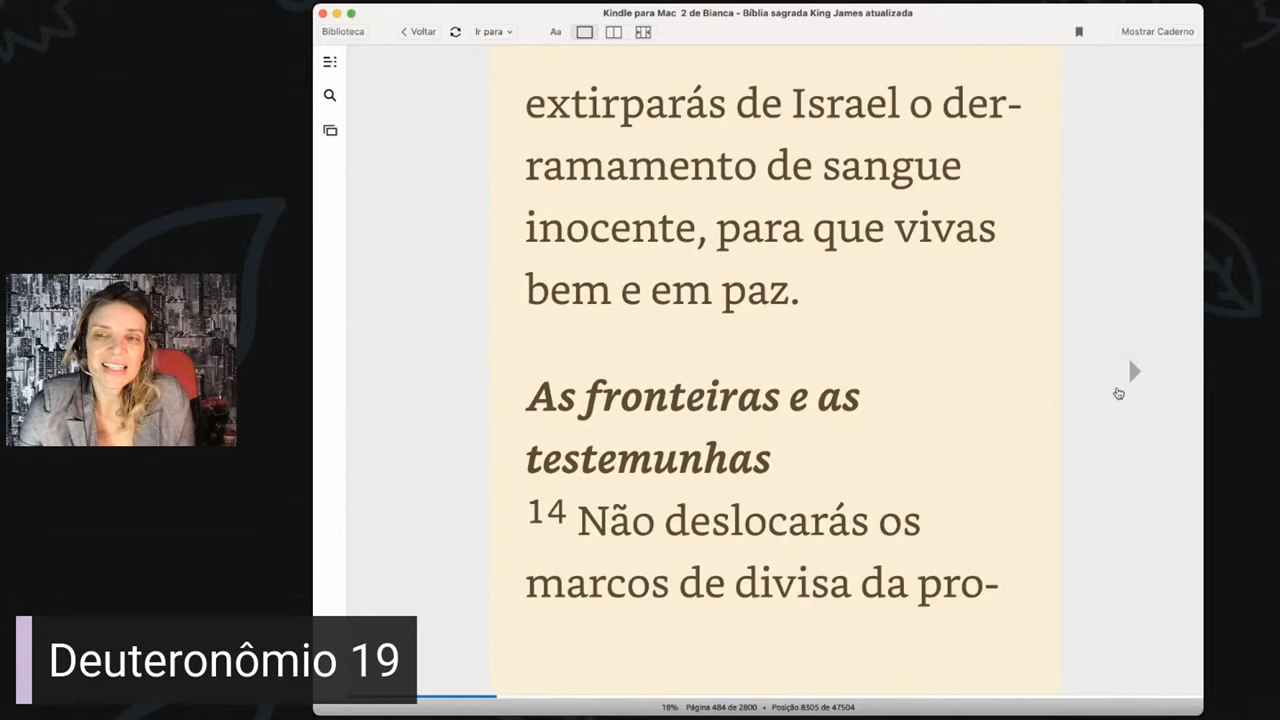 Kindle para Mac 2 de Bianca - Bíblia sagrada King James atualizada
Biblioteca
Voltar
Ir para
Aa
Mostrar Caderno
extirparás de Israel o der-
ramamento de sangue
inocente, para que vivas
bem e em paz.
As fronteiras e as
testemunhas
14 Não deslocarás os
marcos de divisa da pro-
Deuteronômio 19
18% Página 484 de 2800 • Posição 8305 de 47504